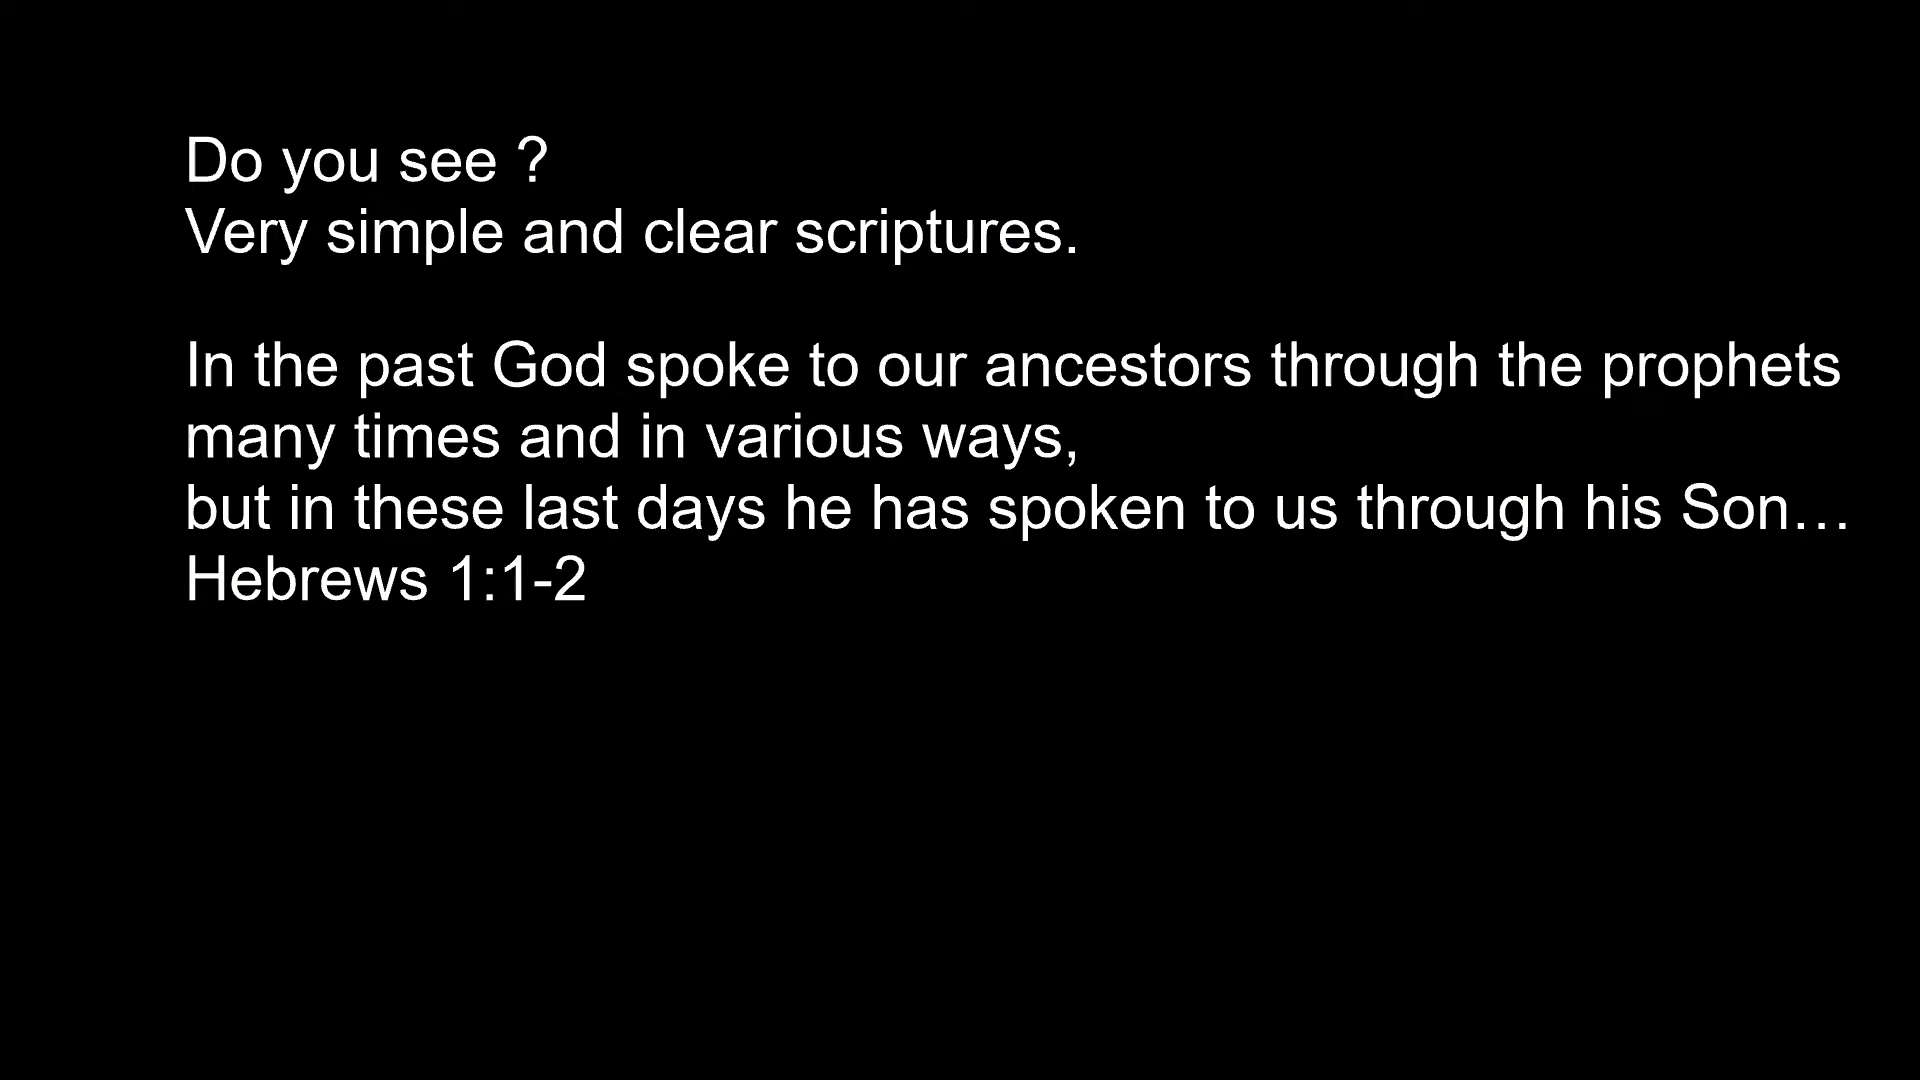 Do you see ?
Very simple and clear scriptures.
In the past God spoke to our ancestors through the prophets
many times and in various ways,
but in these last days he has spoken to us through his Son…
Hebrews 1:1-2